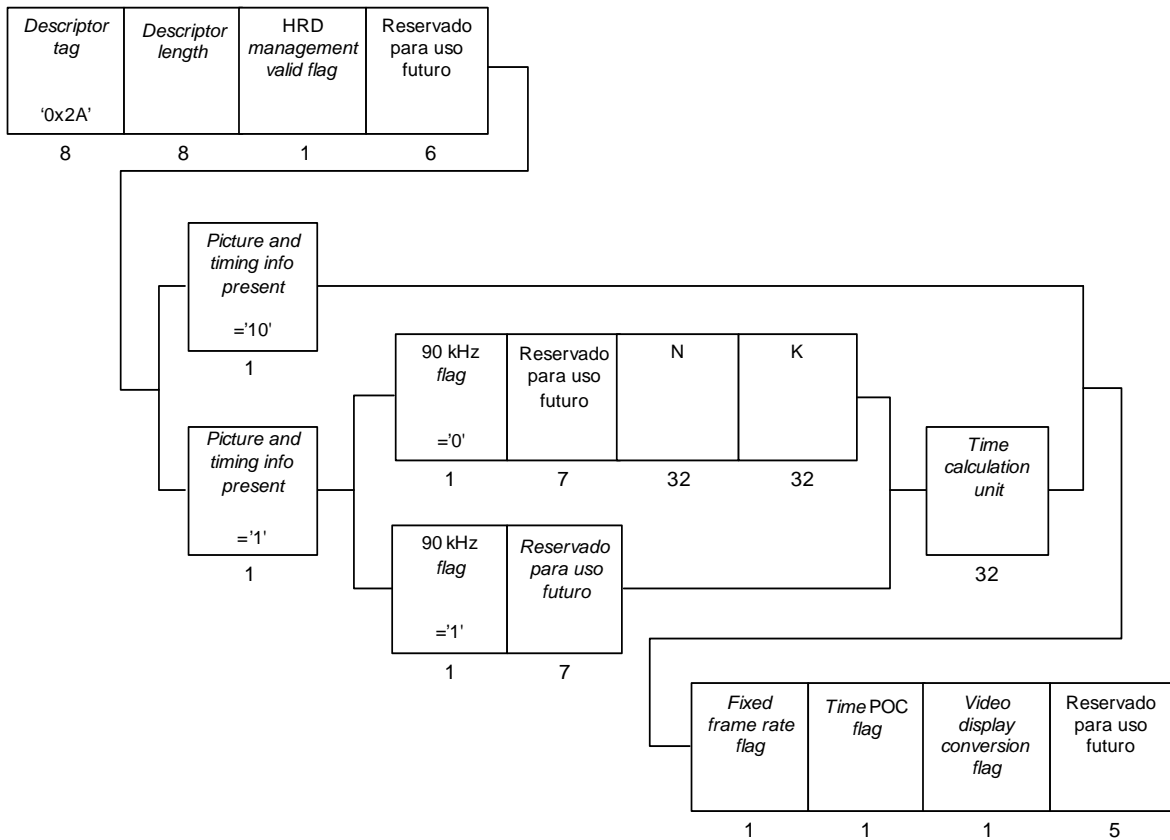 Descriptor
tag
'0x2A'
8
Descriptor
length
8
HRD
management
valid flag
1
Reservado
para uso
futuro
6
Picture and
timing info
present
='10'
1
Picture and
timing info
present
='1'
1
90 kHz
flag
='0'
1
Reservado
para uso
futuro
7
N
32
K
32
90 kHz
flag
='1'
1
Reservado
para uso
futuro
7
Time
calculation
unit
32
Fixed
frame rate
flag
1
Time POC
flag
1
Video
display
conversion
flag
1
Reservado
para uso
futuro
5